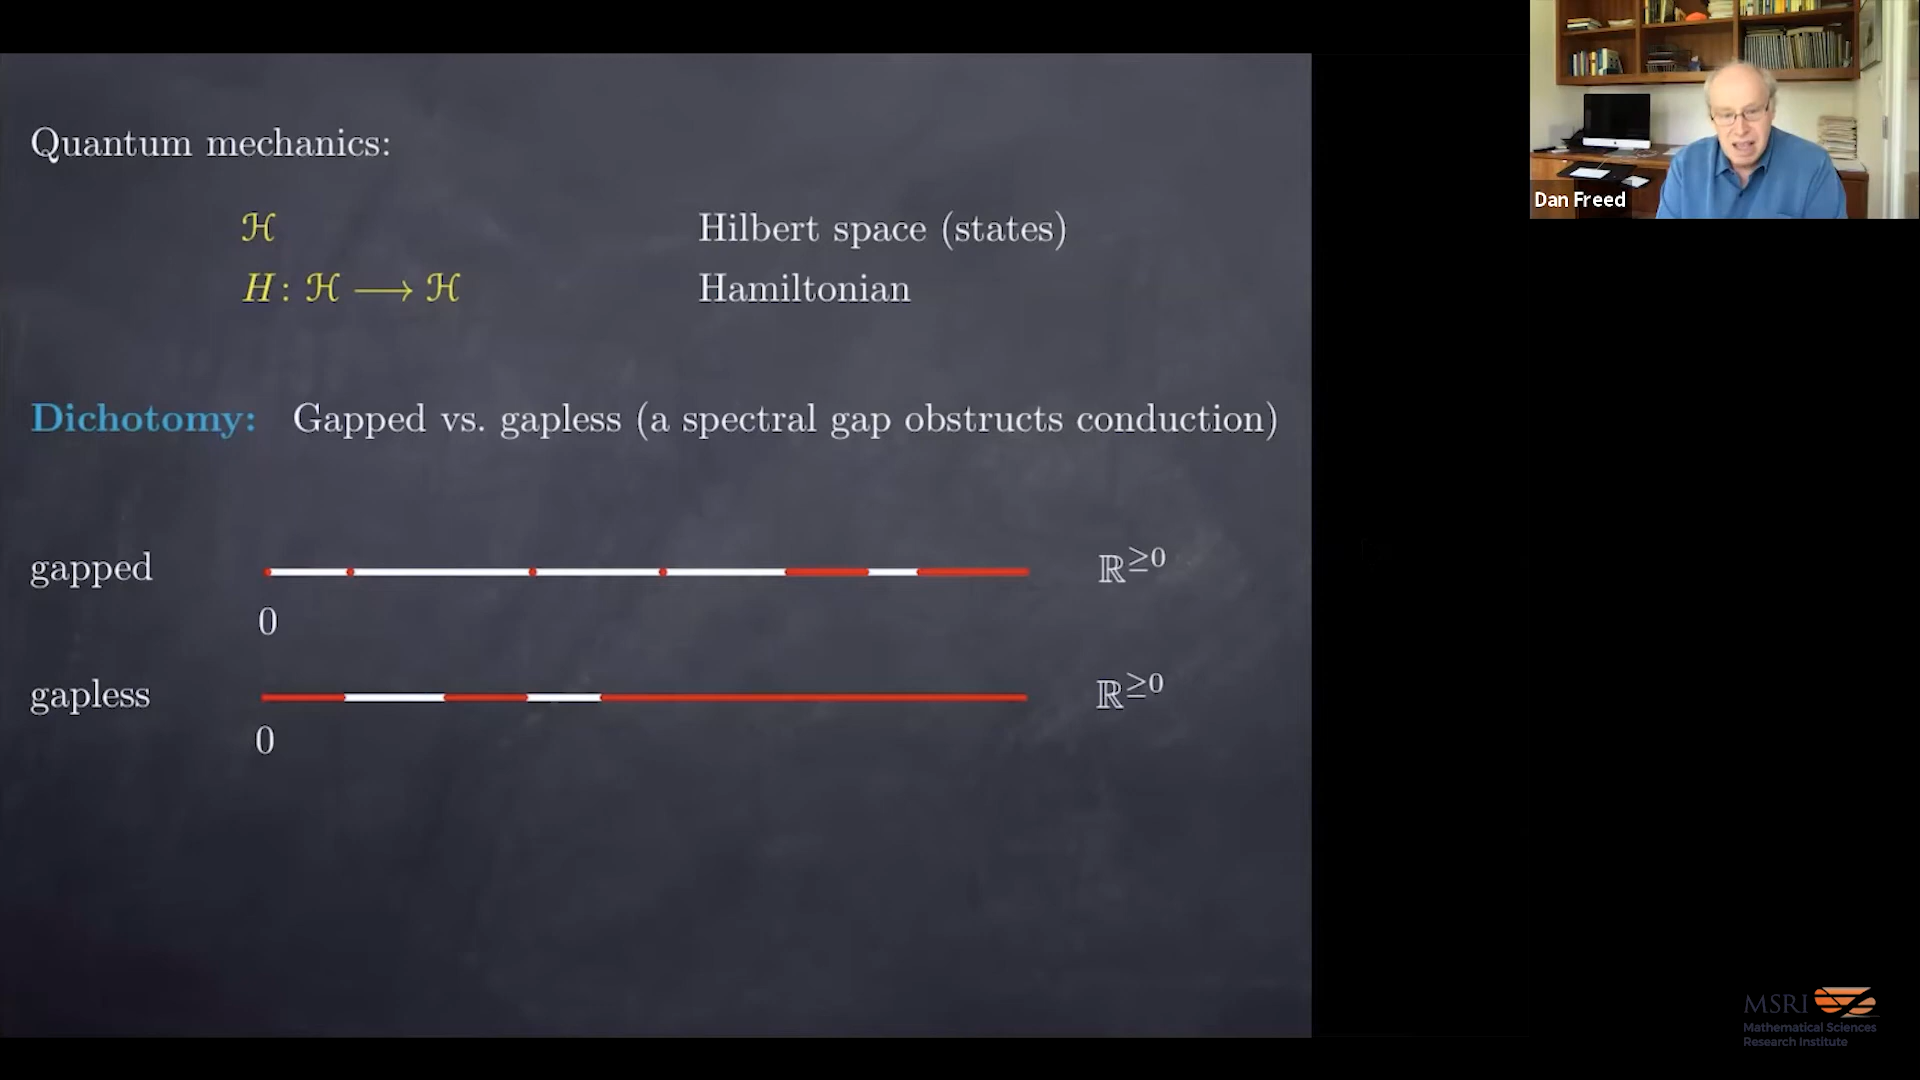 Quantum mechanics:
ℋ Hilbert space (states)
H: ℋ ⟶ ℋ Hamiltonian
Dichotomy: Gapped vs. gapless (a spectral gap obstructs conduction)
gapped ℝ≥0
0
gapless ℝ≥0
0
Dan Freed
MSRI
Mathematical Sciences
Research Institute